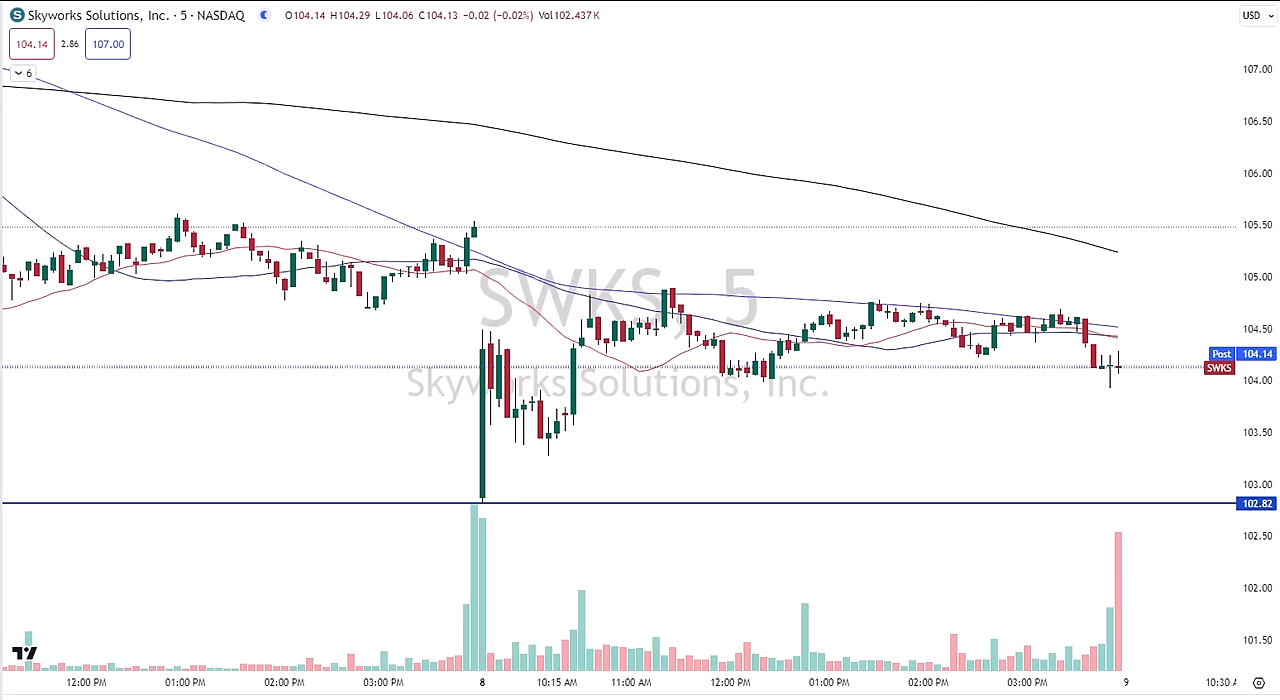 S Skyworks Solutions, Inc. · 5 · NASDAQ O104.14 H104.29 L104.06 C104.13 -0.02 (-0.02%) Vol102.437K
USD
104.14 2.86 107.00
6
107.00
106.50
106.00
105.50
105.00
104.50
Post 104.14
SWKS
104.00
103.50
103.00
102.82
102.50
102.00
101.50
SWKS, 5
Skyworks Solutions, Inc.
12:00 PM 01:00 PM 02:00 PM 03:00 PM 8 10:15 AM 11:00 AM 12:00 PM 01:00 PM 02:00 PM 03:00 PM 9 10:30